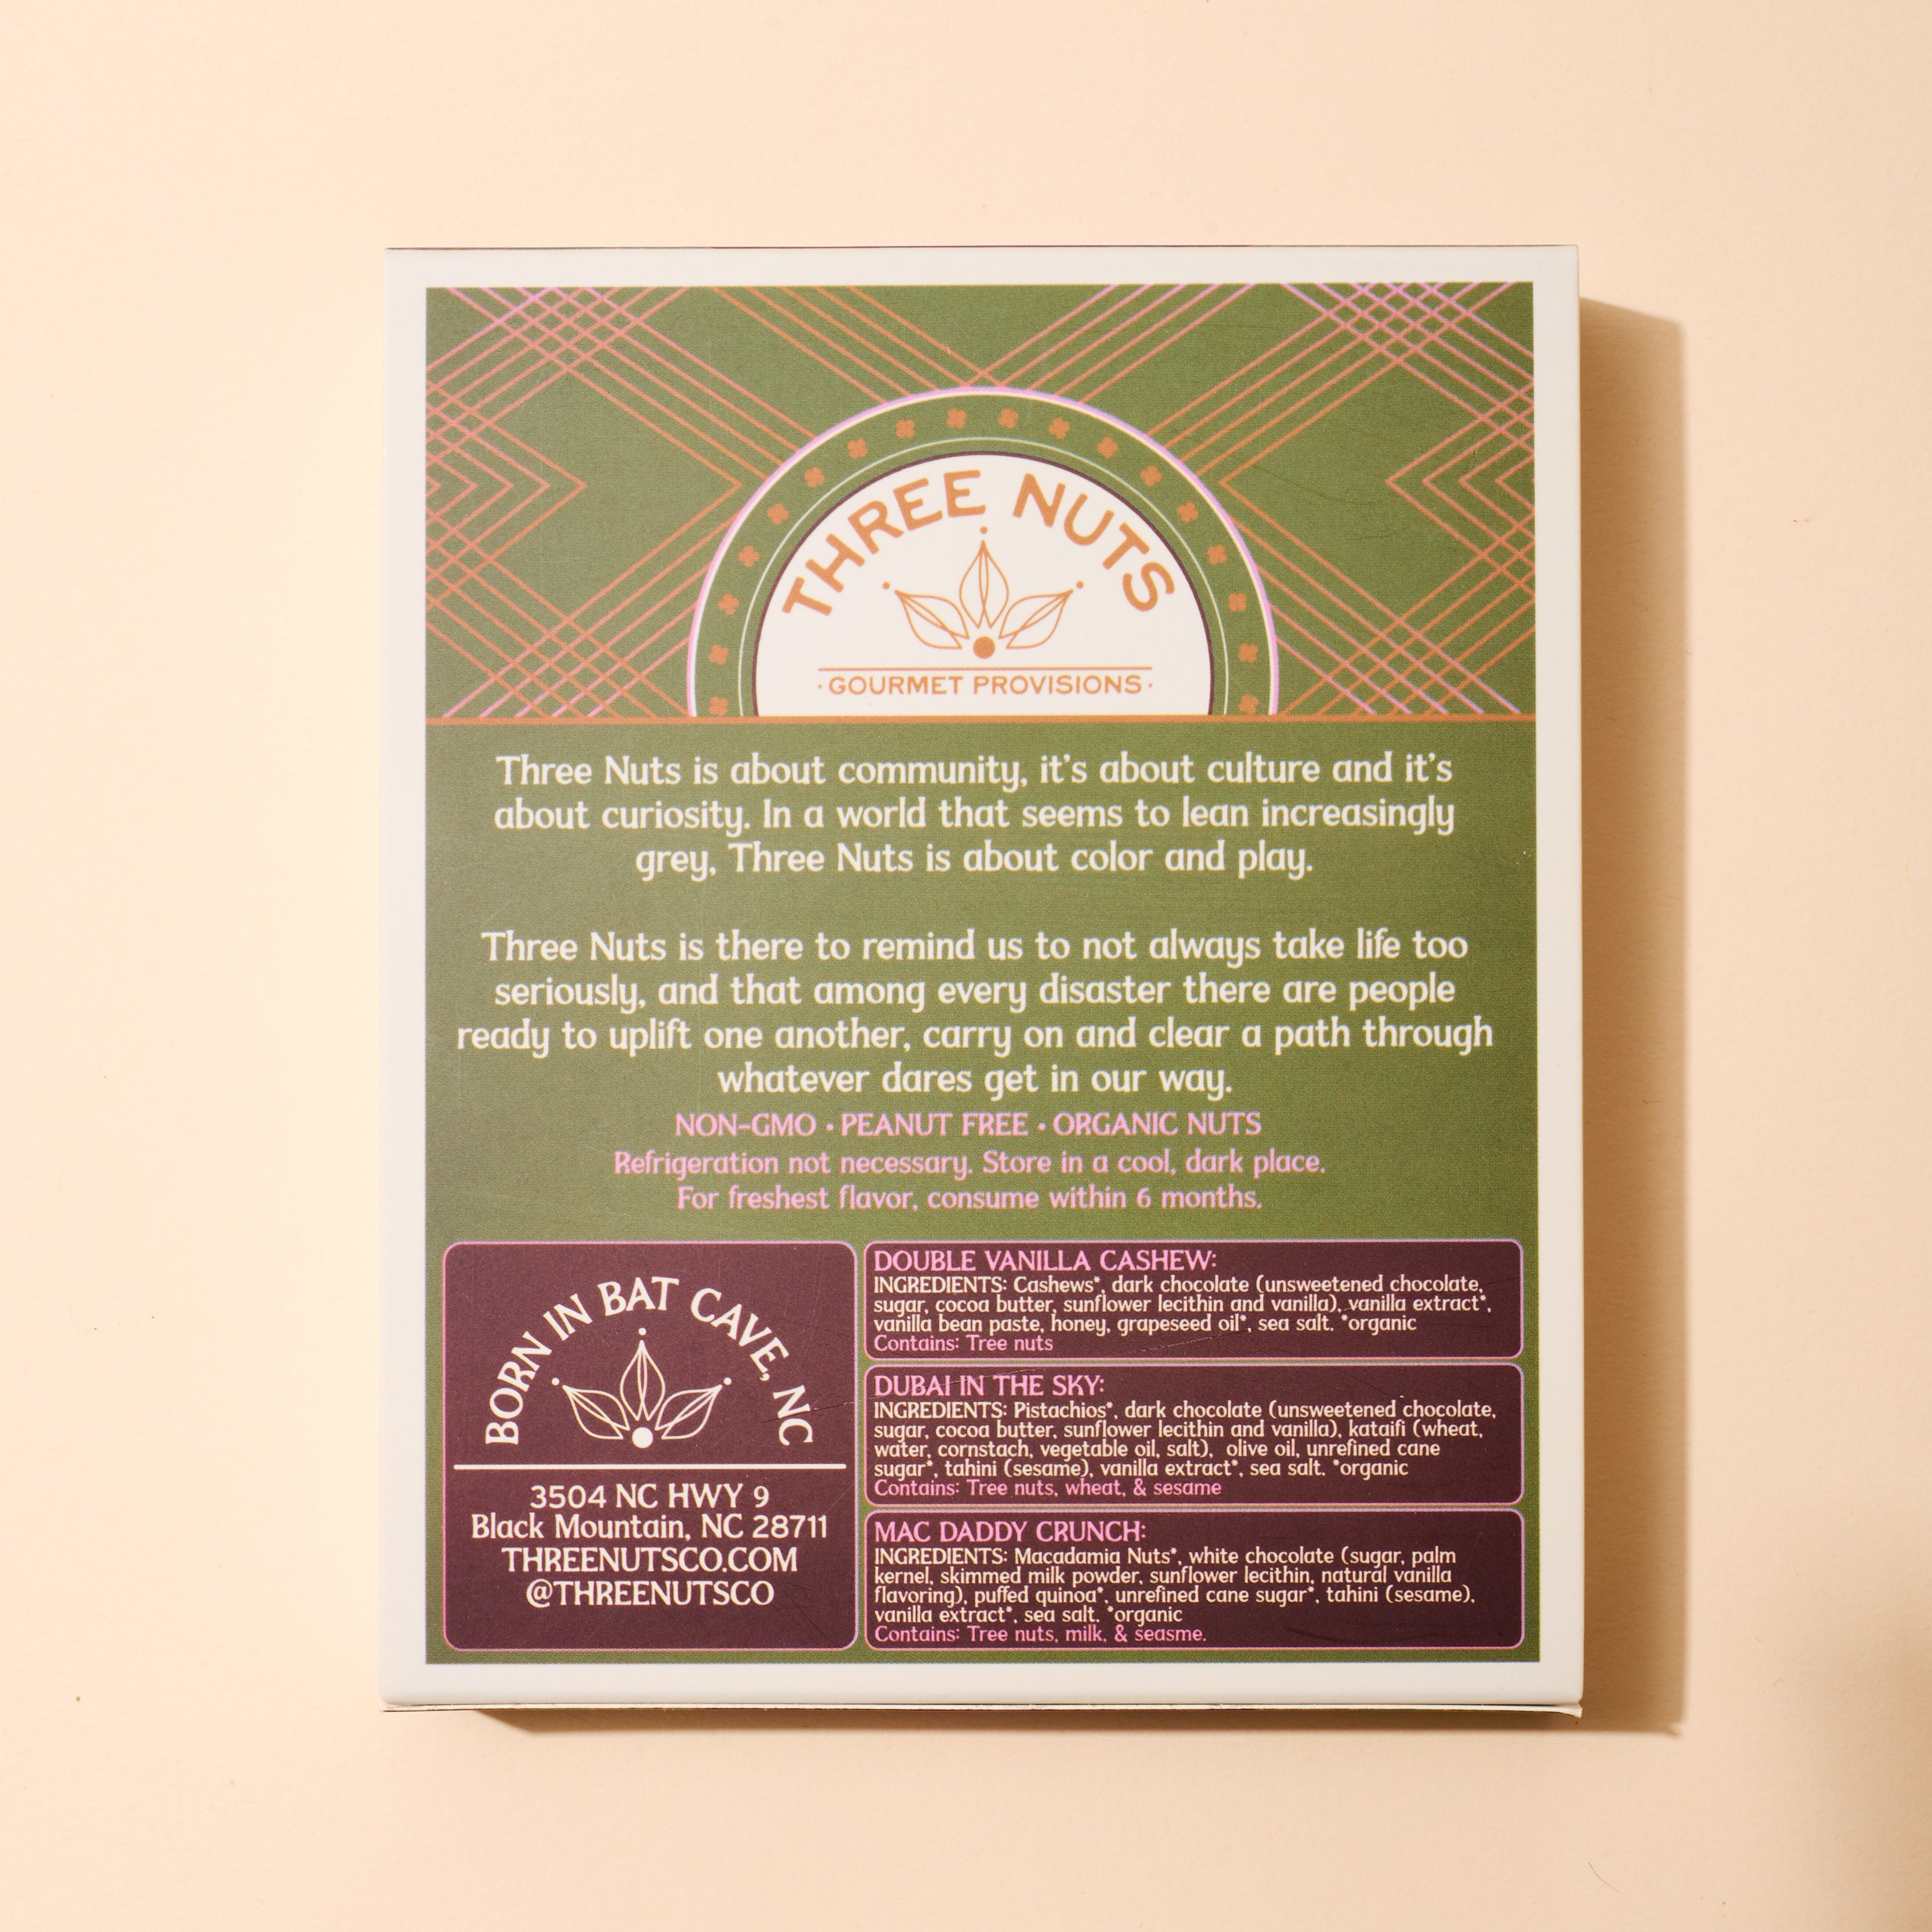 THREE NUTS
·GOURMET PROVISIONS·
Three Nuts is about community, it's about culture and it's
about curiosity. In a world that seems to lean increasingly
grey, Three Nuts is about color and play.
Three Nuts is there to remind us to not always take life too
seriously, and that among every disaster there are people
ready to uplift one another, carry on and clear a path through
whatever dares get in our way.
NON-GMO · PEANUT FREE · ORGANIC NUTS
Refrigeration not necessary. Store in a cool, dark place.
For freshest flavor, consume within 6 months.
BORN IN BAT CAVE, NC
3504 NC HWY 9
Black Mountain, NC 28711
THREENUTSCO.COM
@THREENUTSCO
DOUBLE VANILLA CASHEW:
INGREDIENTS: Cashews*, dark chocolate (unsweetened chocolate,
sugar, cocoa butter, sunflower lecithin and vanilla), vanilla extract*,
vanilla bean paste, honey, grapeseed oil*, sea salt. *organic
Contains: Tree nuts
DUBAI IN THE SKY:
INGREDIENTS: Pistachios*, dark chocolate (unsweetened chocolate,
sugar, cocoa butter, sunflower lecithin and vanilla), kataifi (wheat,
water, cornstach, vegetable oil, salt), olive oil, unrefined cane
sugar*, tahini (sesame), vanilla extract*, sea salt. *organic
Contains: Tree nuts, wheat, & sesame
MAC DADDY CRUNCH:
INGREDIENTS: Macadamia Nuts*, white chocolate (sugar, palm
kernel, skimmed milk powder, sunflower lecithin, natural vanilla
flavoring), puffed quinoa*, unrefined cane sugar*, tahini (sesame),
vanilla extract*, sea salt. *organic
Contains: Tree nuts, milk, & seasme.